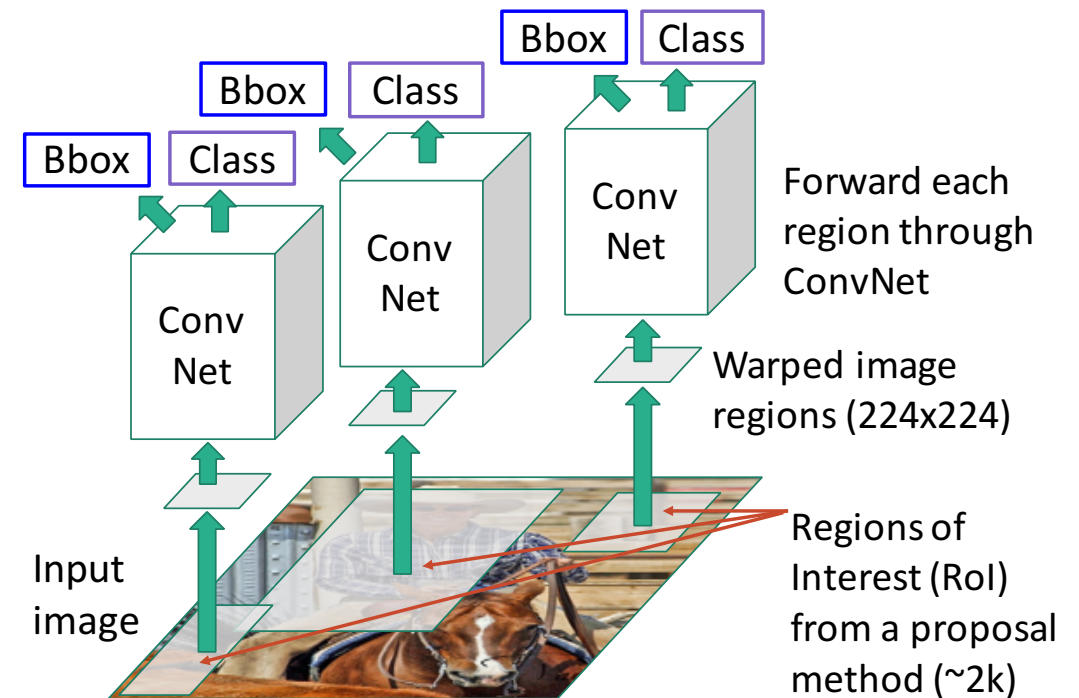 Bbox Class
Bbox Class
Bbox Class
Conv
Net
Conv
Net
Conv
Net
Forward each
region through
ConvNet
Warped image
regions (224x224)
Input
image
Regions of
Interest (RoI)
from a proposal
method (~2k)